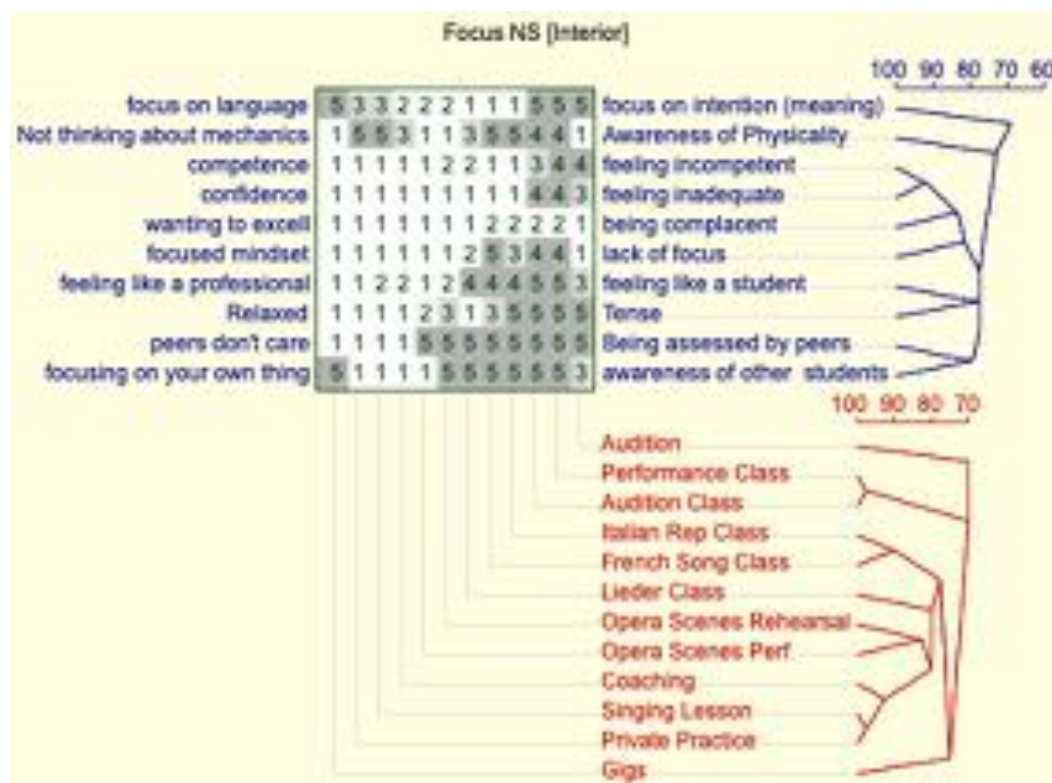 Focus NS [Interior]
100 90 80 70 60
focus on language 5 3 3 2 2 2 1 1 1 5 5 5 focus on intention (meaning)
Not thinking about mechanics 1 5 5 3 1 1 3 5 5 4 4 1 Awareness of Physicality
competence 1 1 1 1 1 2 2 1 1 3 4 4 feeling incompetent
confidence 1 1 1 1 1 1 1 1 1 4 4 3 feeling inadequate
wanting to excell 1 1 1 1 1 1 1 2 2 2 2 1 being complacent
focused mindset 1 1 1 1 1 1 2 5 3 4 4 1 lack of focus
feeling like a professional 1 1 2 2 1 2 4 4 4 5 5 3 feeling like a student
Relaxed 1 1 1 1 2 3 1 3 5 5 5 5 Tense
peers don't care 1 1 1 1 5 5 5 5 5 5 5 5 Being assessed by peers
focusing on your own thing 5 1 1 1 1 5 5 5 5 5 5 3 awareness of other students
100 90 80 70
Audition
Performance Class
Audition Class
Italian Rep Class
French Song Class
Lieder Class
Opera Scenes Rehearsal
Opera Scenes Perf
Coaching
Singing Lesson
Private Practice
Gigs